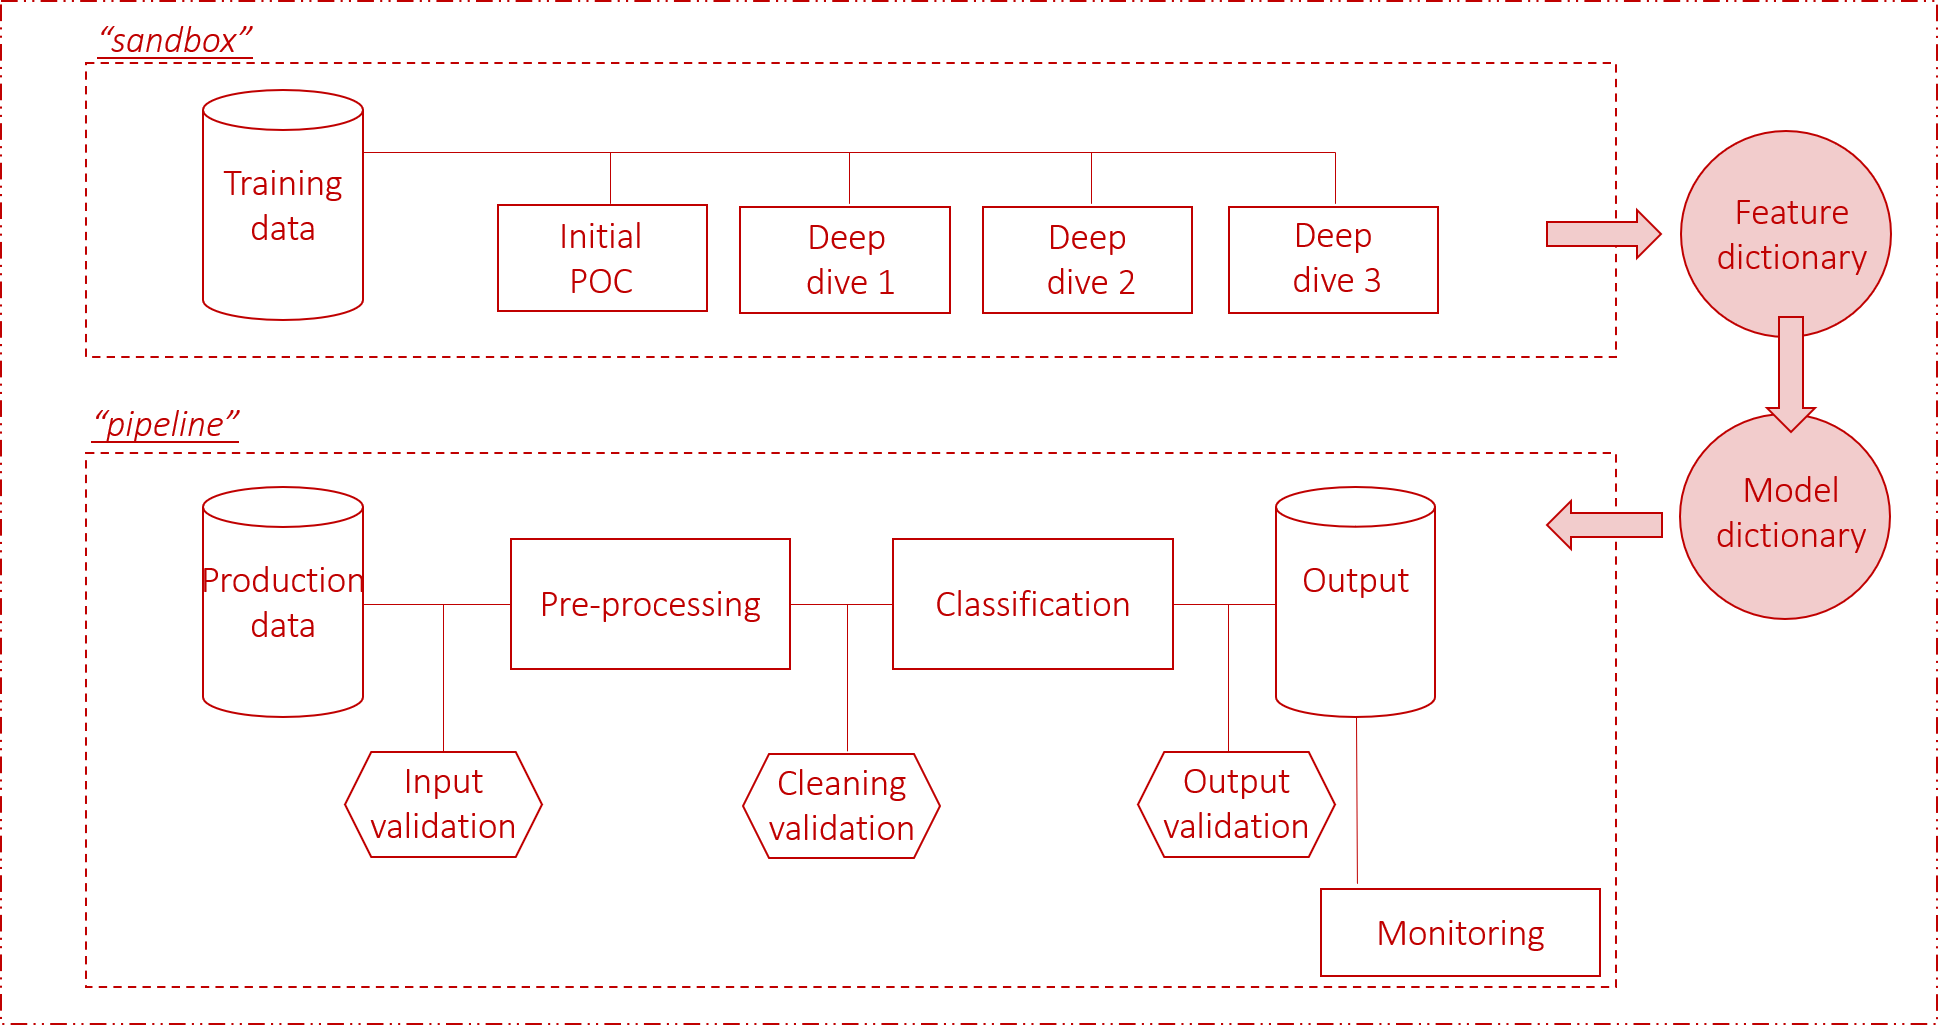 “sandbox”
Training
data
Initial
POC
Deep
dive 1
Deep
dive 2
Deep
dive 3
Feature
dictionary
“pipeline”
Production
data
Pre-processing
Classification
Output
Model
dictionary
Input
validation
Cleaning
validation
Output
validation
Monitoring